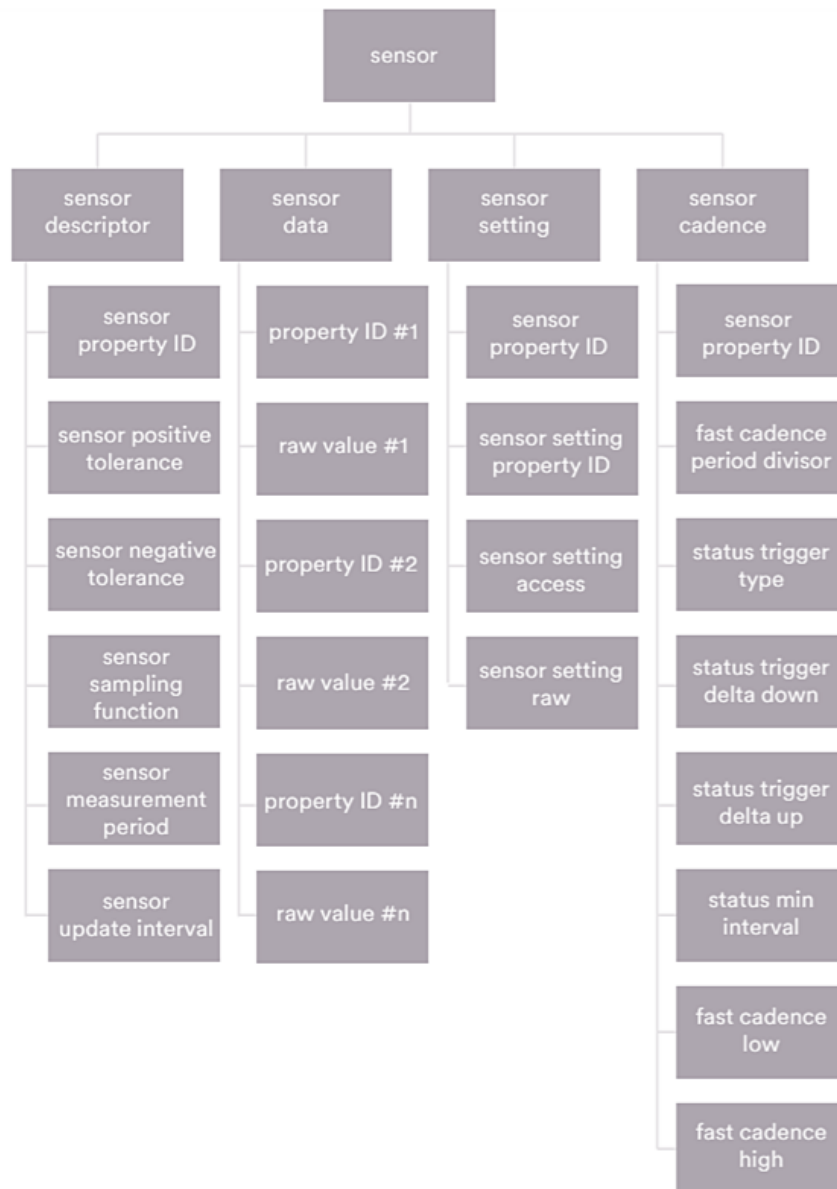 sensor
sensor
descriptor
sensor
property ID
sensor positive
tolerance
sensor negative
tolerance
sensor
sampling
function
sensor
measurement
period
sensor
update interval
sensor
data
property ID #1
raw value #1
property ID #2
raw value #2
property ID #n
raw value #n
sensor
setting
sensor
property ID
sensor setting
property ID
sensor setting
access
sensor setting
raw
sensor
cadence
sensor
property ID
fast cadence
period divisor
status trigger
type
status trigger
delta down
status trigger
delta up
status min
interval
fast cadence
low
fast cadence
high